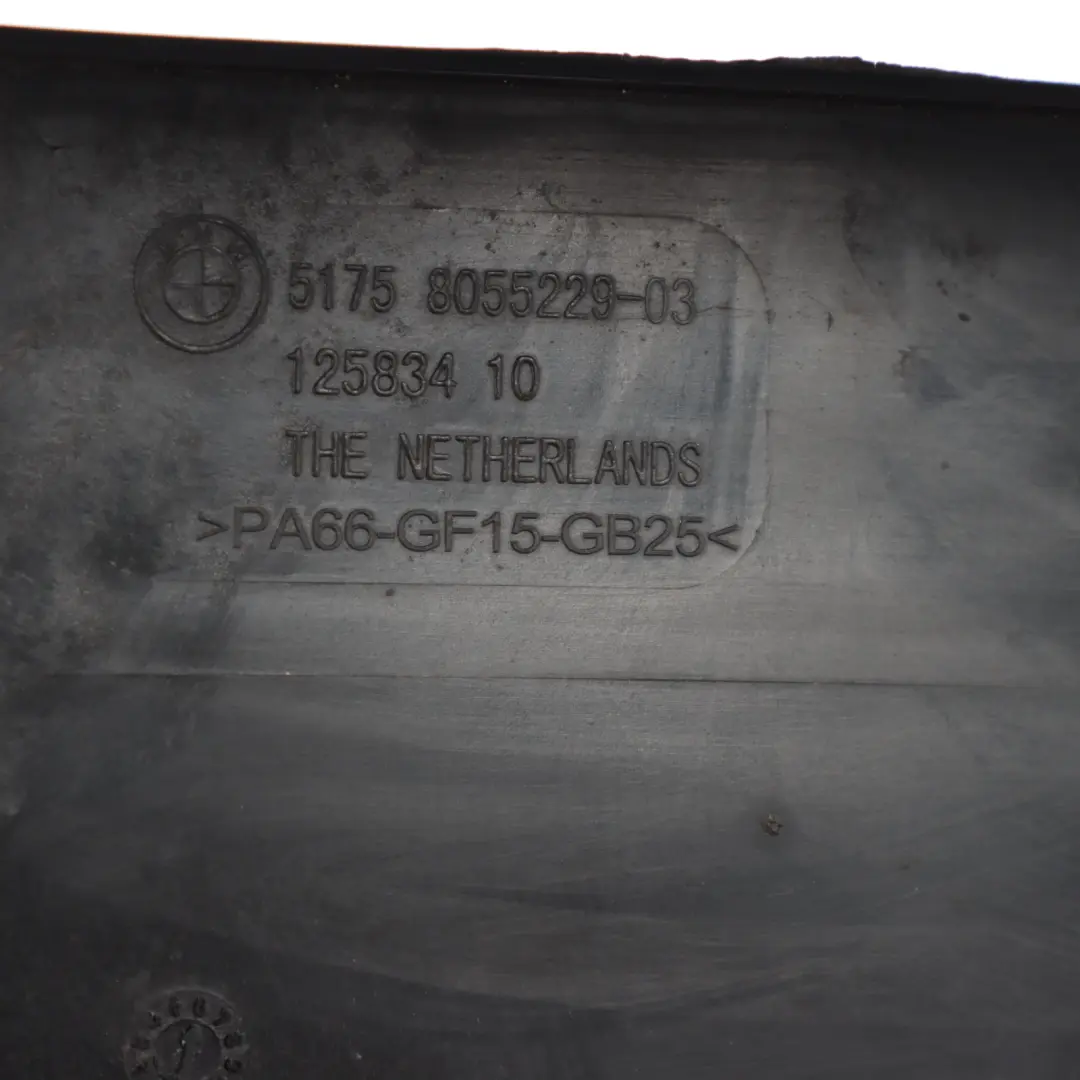 5175 8055229-03
125834 10
THE NETHERLANDS
>PA66-GF15-GB25<